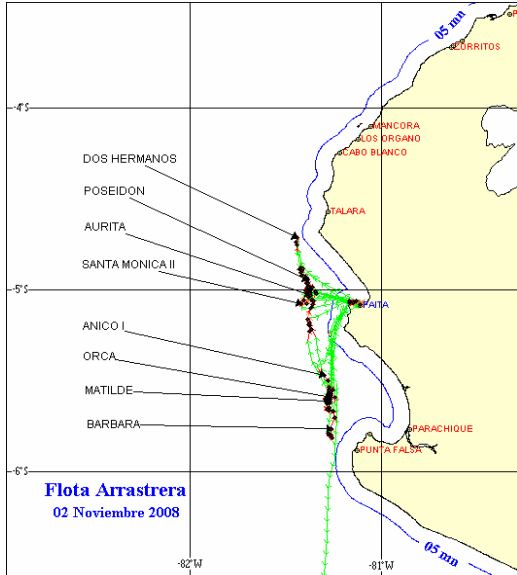 05 mn
P
ZORRITOS
-4°S
MANCORA
LOS ORGANO
CABO BLANCO
DOS HERMANOS
POSEIDON
TALARA
AURITA
SANTA MONICA II
-5°S
PAITA
ANICO I
ORCA
MATILDE
BARBARA
PARACHIQUE
PUNTA FALSA
-6°S
Flota Arrastrera
02 Noviembre 2008
05 mn
-82°W
-81°W